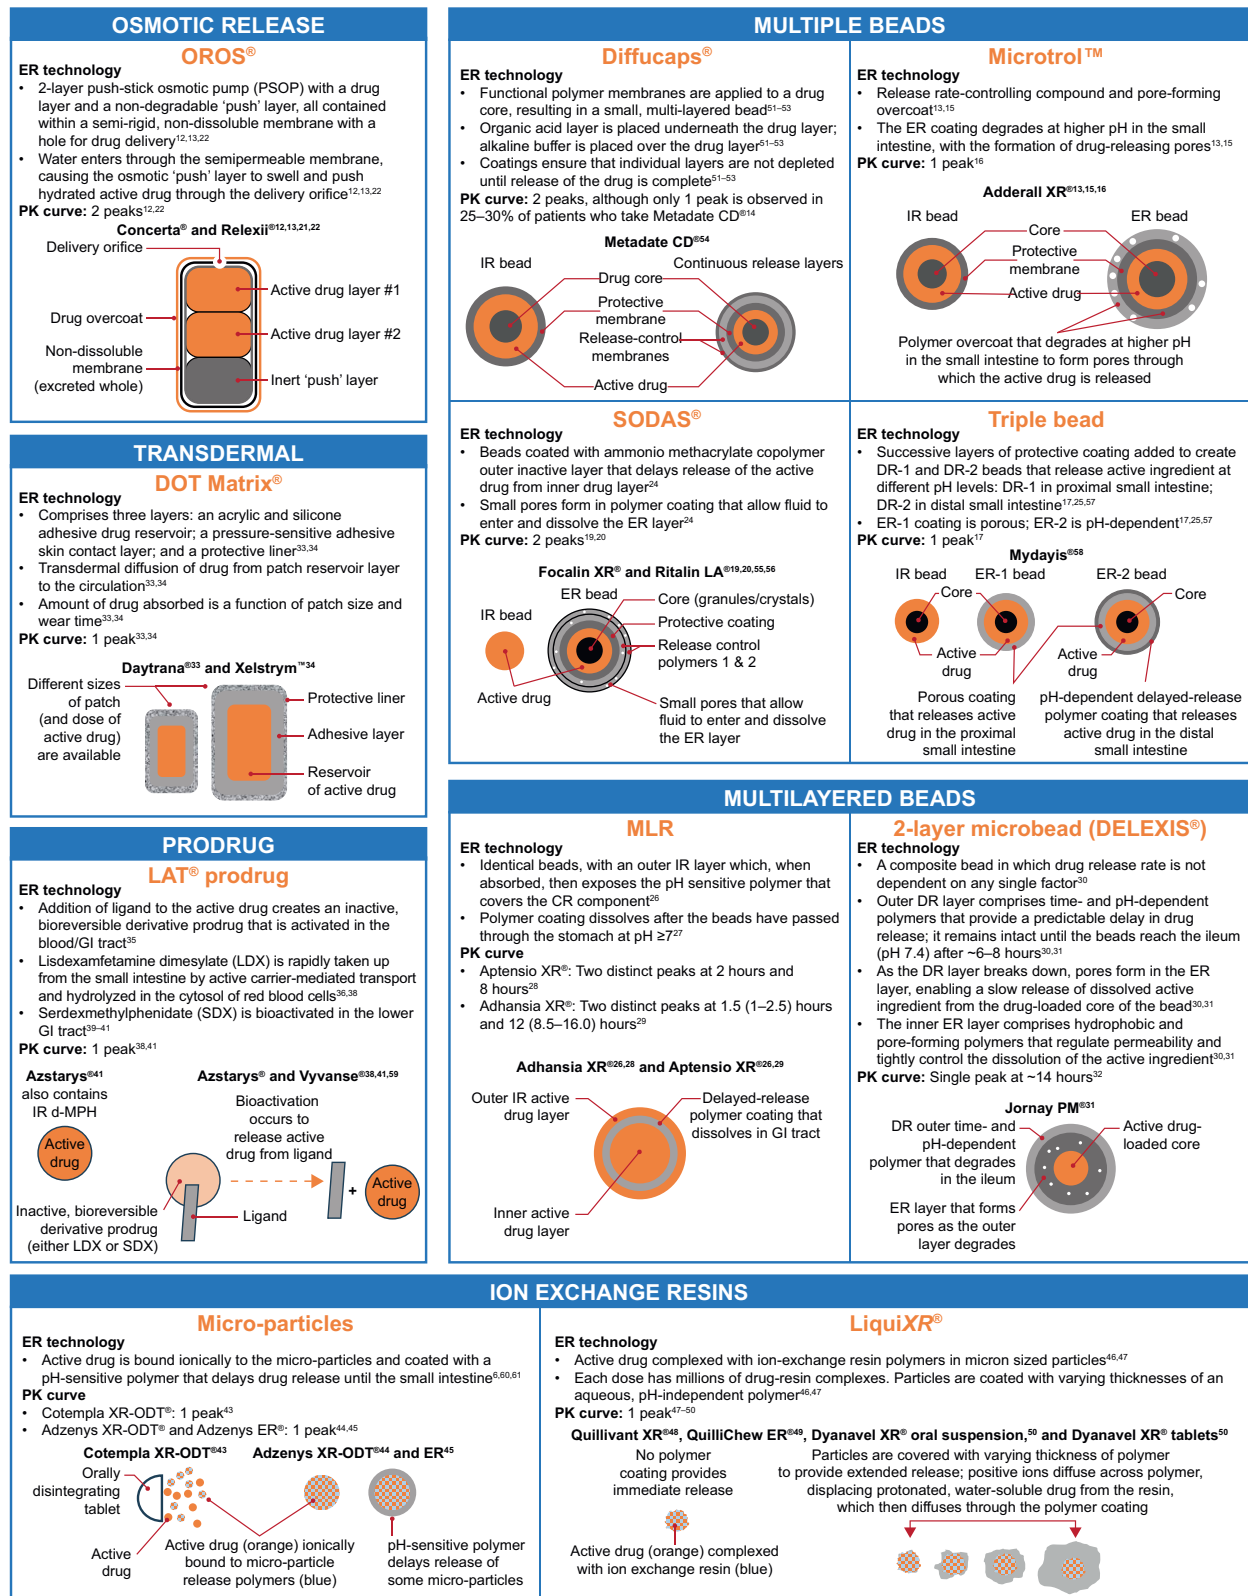 OSMOTIC RELEASE
OROS®
ER technology
• 2-layer push-stick osmotic pump (PSOP) with a drug
layer and a non-degradable ‘push’ layer, all contained
within a semi-rigid, non-dissoluble membrane with a
hole for drug delivery12,13,22
• Water enters through the semipermeable membrane,
causing the osmotic ‘push’ layer to swell and push
hydrated active drug through the delivery orifice12,13,22
PK curve: 2 peaks12,22
Concerta® and Relexii®12,13,21,22
Delivery orifice
Active drug layer #1
Drug overcoat
Active drug layer #2
Non-dissoluble
membrane
(excreted whole)
Inert ‘push’ layer
TRANSDERMAL
DOT Matrix®
ER technology
• Comprises three layers: an acrylic and silicone
adhesive drug reservoir; a pressure-sensitive adhesive
skin contact layer; and a protective liner33,34
• Transdermal diffusion of drug from patch reservoir layer
to the circulation33,34
• Amount of drug absorbed is a function of patch size and
wear time33,34
PK curve: 1 peak33,34
Daytrana®33 and Xelstrym™34
Different sizes
of patch
(and dose of
active drug)
are available
Protective liner
Adhesive layer
Reservoir
of active drug
PRODRUG
LAT® prodrug
ER technology
• Addition of ligand to the active drug creates an inactive,
bioreversible derivative prodrug that is activated in the
blood/GI tract35
• Lisdexamfetamine dimesylate (LDX) is rapidly taken up
from the small intestine by active carrier-mediated transport
and hydrolyzed in the cytosol of red blood cells36,38
• Serdexmethylphenidate (SDX) is bioactivated in the lower
GI tract39–41
PK curve: 1 peak38,41
Azstarys®41
also contains
IR d-MPH
Active
drug
Azstarys® and Vyvanse®38,41,59
Bioactivation
occurs to
release active
drug from ligand
+
Active
drug
Inactive, bioreversible
derivative prodrug
(either LDX or SDX)
Ligand
MULTIPLE BEADS
Diffucaps®
ER technology
• Functional polymer membranes are applied to a drug
core, resulting in a small, multi-layered bead51–53
• Organic acid layer is placed underneath the drug layer;
alkaline buffer is placed over the drug layer51–53
• Coatings ensure that individual layers are not depleted
until release of the drug is complete51–53
PK curve: 2 peaks, although only 1 peak is observed in
25–30% of patients who take Metadate CD®14
Metadate CD®54
IR bead
Continuous release layers
Drug core
Protective
membrane
Release-control
membranes
Active drug
Microtrol™
ER technology
• Release rate-controlling compound and pore-forming
overcoat13,15
• The ER coating degrades at higher pH in the small
intestine, with the formation of drug-releasing pores13,15
PK curve: 1 peak16
Adderall XR®13,15,16
IR bead
ER bead
Core
Protective
membrane
Active drug
Polymer overcoat that degrades at higher pH
in the small intestine to form pores through
which the active drug is released
SODAS®
ER technology
• Beads coated with ammonio methacrylate copolymer
outer inactive layer that delays release of the active
drug from inner drug layer24
• Small pores form in polymer coating that allow fluid to
enter and dissolve the ER layer24
PK curve: 2 peaks19,20
Focalin XR® and Ritalin LA®19,20,55,56
ER bead
IR bead
Core (granules/crystals)
Protective coating
Release control
polymers 1 & 2
Active drug
Small pores that allow
fluid to enter and dissolve
the ER layer
Triple bead
ER technology
• Successive layers of protective coating added to create
DR-1 and DR-2 beads that release active ingredient at
different pH levels: DR-1 in proximal small intestine;
DR-2 in distal small intestine17,25,57
• ER-1 coating is porous; ER-2 is pH-dependent17,25,57
PK curve: 1 peak17
Mydayis®58
IR bead
ER-1 bead
ER-2 bead
Core
Core
Active
drug
Active
drug
Porous coating
that releases active
drug in the proximal
small intestine
pH-dependent delayed-release
polymer coating that releases
active drug in the distal
small intestine
MULTILAYERED BEADS
MLR
ER technology
• Identical beads, with an outer IR layer which, when
absorbed, then exposes the pH sensitive polymer that
covers the CR component26
• Polymer coating dissolves after the beads have passed
through the stomach at pH ≥727
PK curve
• Aptensio XR®: Two distinct peaks at 2 hours and
8 hours28
• Adhansia XR®: Two distinct peaks at 1.5 (1–2.5) hours
and 12 (8.5–16.0) hours29
Adhansia XR®26,28 and Aptensio XR®26,29
Outer IR active
drug layer
Delayed-release
polymer coating that
dissolves in GI tract
Inner active
drug layer
2-layer microbead (DELEXIS®)
ER technology
• A composite bead in which drug release rate is not
dependent on any single factor30
• Outer DR layer comprises time- and pH-dependent
polymers that provide a predictable delay in drug
release; it remains intact until the beads reach the ileum
(pH 7.4) after ~6–8 hours30,31
• As the DR layer breaks down, pores form in the ER
layer, enabling a slow release of dissolved active
ingredient from the drug-loaded core of the bead30,31
• The inner ER layer comprises hydrophobic and
pore-forming polymers that regulate permeability and
tightly control the dissolution of the active ingredient30,31
PK curve: Single peak at ~14 hours32
Jornay PM®31
DR outer time- and
pH-dependent
polymer that degrades
in the ileum
Active drug-
loaded core
ER layer that forms
pores as the outer
layer degrades
ION EXCHANGE RESINS
Micro-particles
ER technology
• Active drug is bound ionically to the micro-particles and coated with a
pH-sensitive polymer that delays drug release until the small intestine6,60,61
PK curve
• Cotempla XR-ODT®: 1 peak43
• Adzenys XR-ODT® and Adzenys ER®: 1 peak44,45
Cotempla XR-ODT®43
Adzenys XR-ODT®44 and ER45
Orally
disintegrating
tablet
Active
drug
Active drug (orange) ionically
bound to micro-particle
release polymers (blue)
pH-sensitive polymer
delays release of
some micro-particles
LiquiXR®
ER technology
• Active drug complexed with ion-exchange resin polymers in micron sized particles46,47
• Each dose has millions of drug-resin complexes. Particles are coated with varying thicknesses of an
aqueous, pH-independent polymer46,47
PK curve: 1 peak47–50
Quillivant XR®48, QuilliChew ER®49, Dyanavel XR® oral suspension,50 and Dyanavel XR® tablets50
No polymer
coating provides
immediate release
Active drug (orange) complexed
with ion exchange resin (blue)
Particles are covered with varying thickness of polymer
to provide extended release; positive ions diffuse across polymer,
displacing protonated, water-soluble drug from the resin,
which then diffuses through the polymer coating